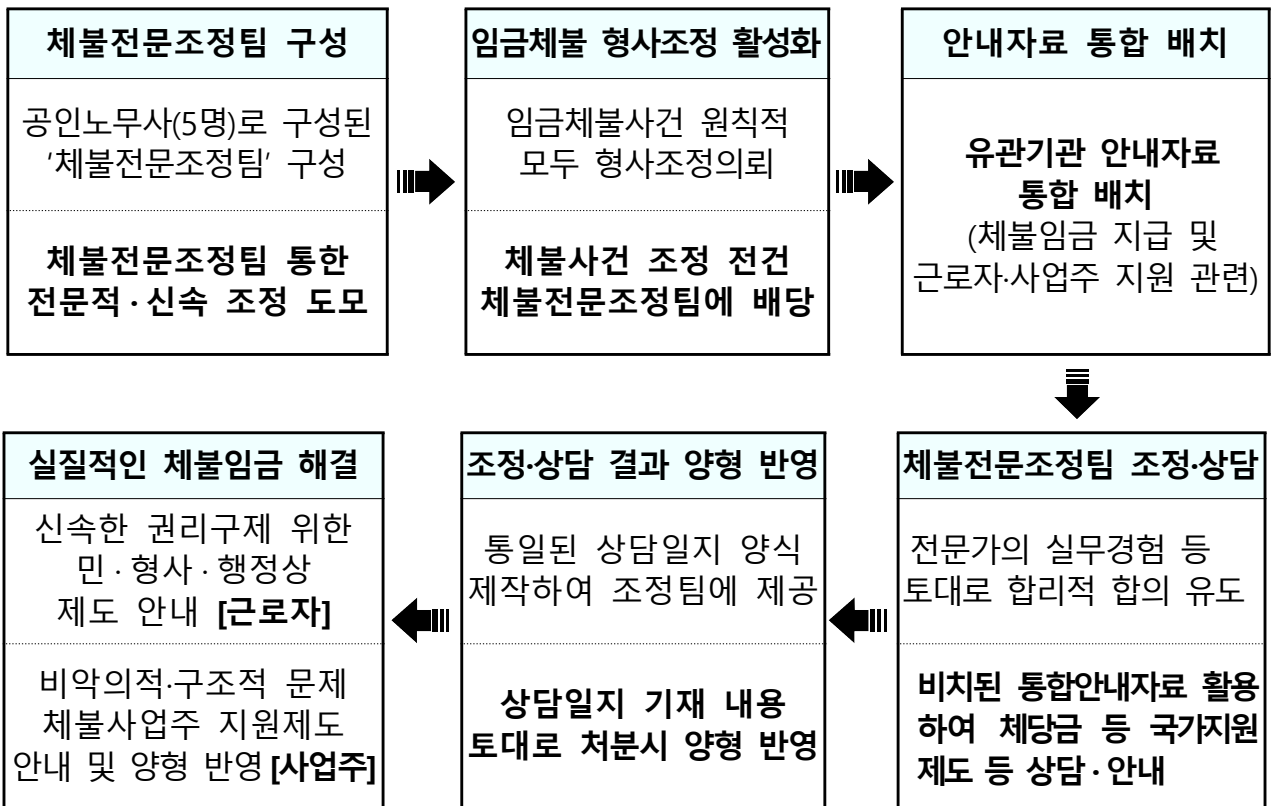 체불전문조정팀 구성
공인노무사(5명)로 구성된
'체불전문조정팀' 구성
체불전문조정팀 통한
전문적·신속 조정 도모
임금체불 형사조정 활성화
임금체불사건 원칙적
모두 형사조정의뢰
체불사건 조정 전건
체불전문조정팀에 배당
안내자료 통합 배치
유관기관 안내자료
통합 배치
(체불임금 지급 및
근로자·사업주 지원 관련)
체불전문조정팀 조정·상담
전문가의 실무경험 등
토대로 합리적 합의 유도
비치된 통합안내자료 활용
하여 체당금 등 국가지원
제도 등 상담·안내
조정·상담 결과 양형 반영
통일된 상담일지 양식
제작하여 조정팀에 제공
상담일지 기재 내용
토대로 처분시 양형 반영
실질적인 체불임금 해결
신속한 권리구제 위한
민·형사·행정상
제도 안내 [근로자]
비악의적·구조적 문제
체불사업주 지원제도
안내 및 양형 반영 [사업주]